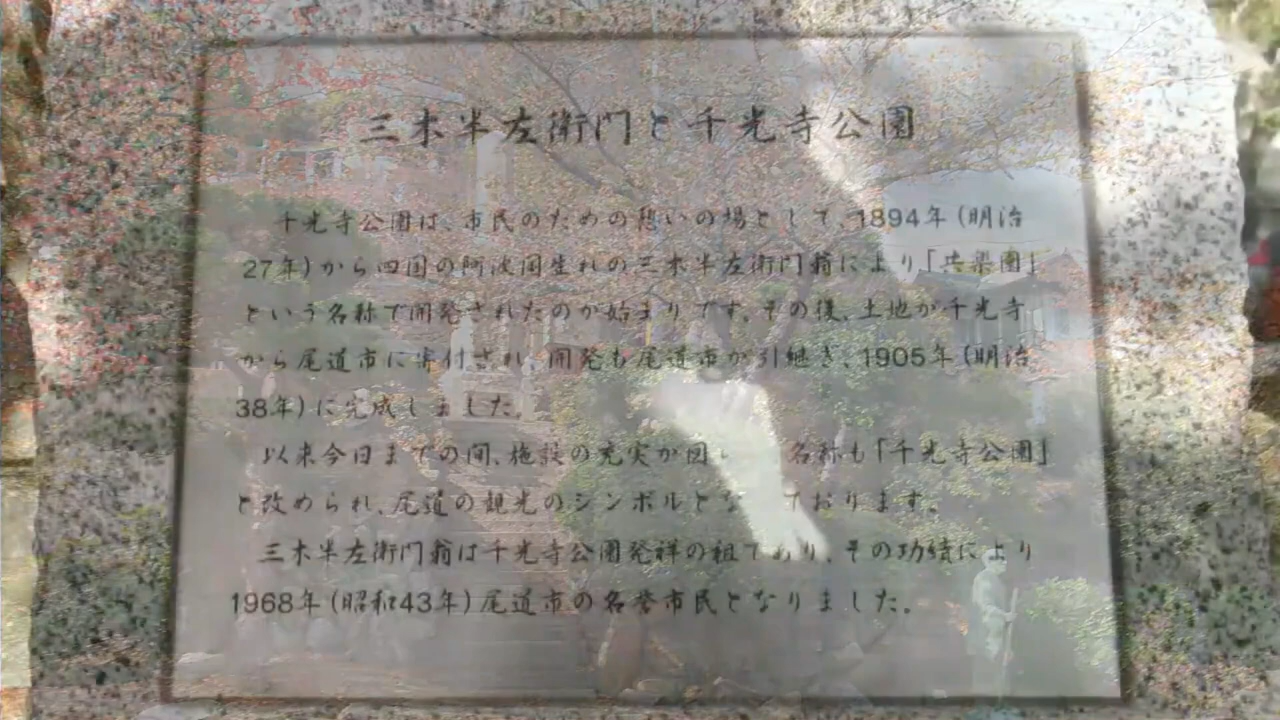 三木半左衛門と千光寺公園
千光寺公園は、市民のための憩いの場として、1894年(明治
27年)から四国の阿波国生れの三木半左衛門翁により「共楽園」
という名称で開発されたのが始まりです。その後、土地が千光寺
から尾道市に寄付され、開発も尾道市が引継ぎ、1905年(明治
38年)に完成しました。
以来今日までの間、施設の充実が図 名称も「千光寺公園」
と改められ、尾道の観光のシンボルとな ております。
三木半左衛門翁は千光寺公園発祥の祖であり、その功績により
1968年(昭和43年)尾道市の名誉市民となりました。